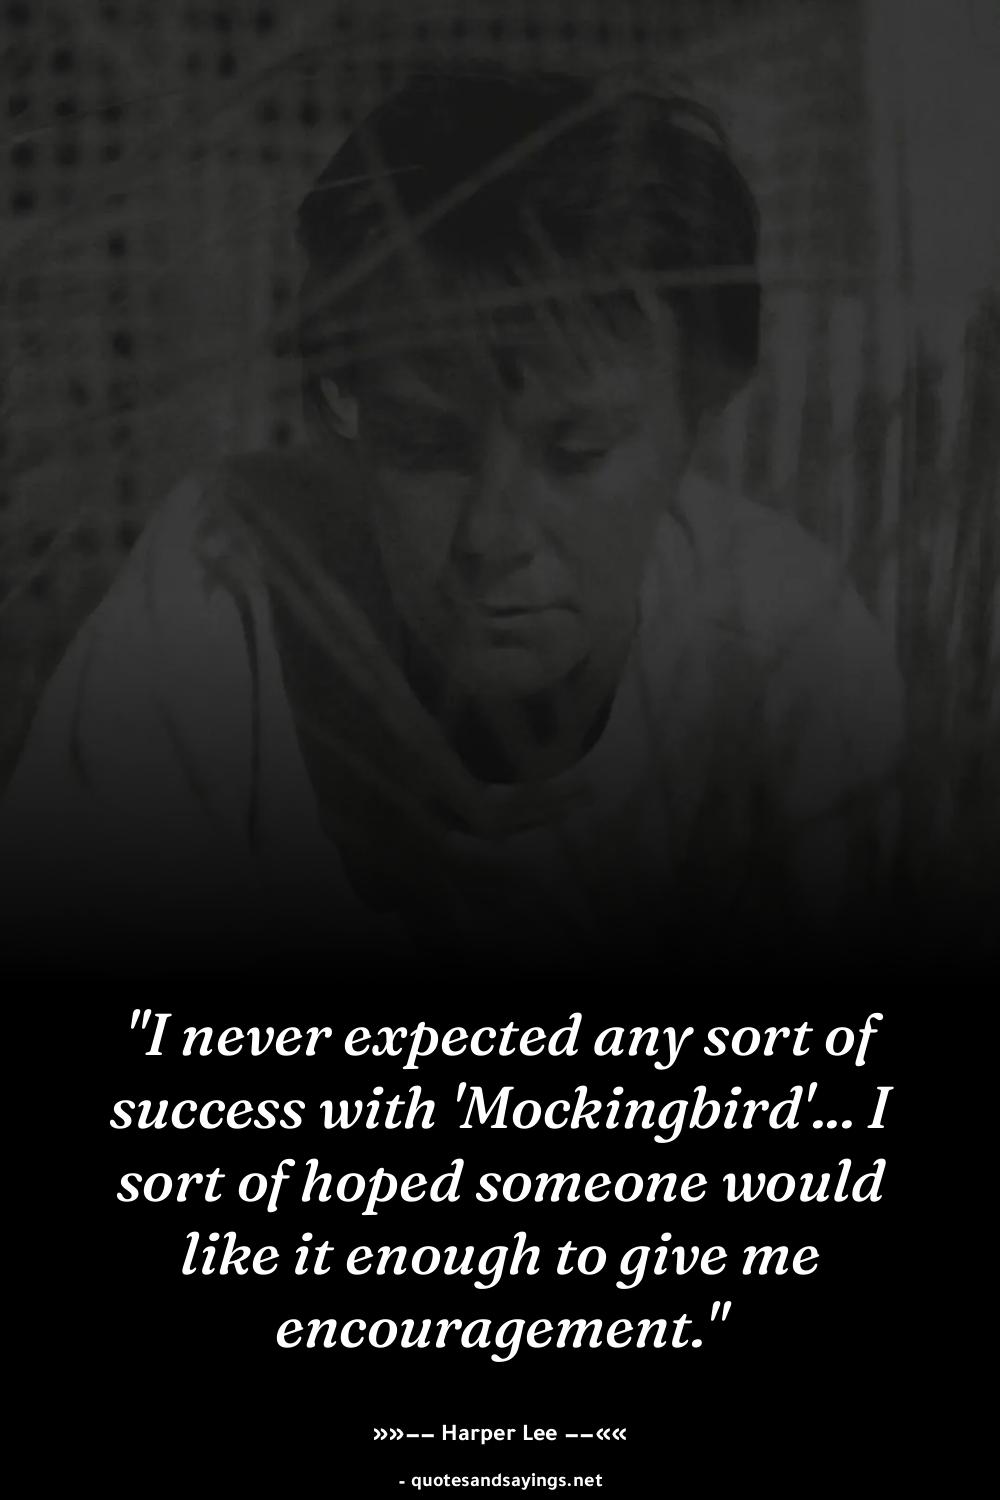 "I never expected any sort of
success with 'Mockingbird'... I
sort of hoped someone would
like it enough to give me
encouragement."
»»–– Harper Lee ––««
- quotesandsayings.net